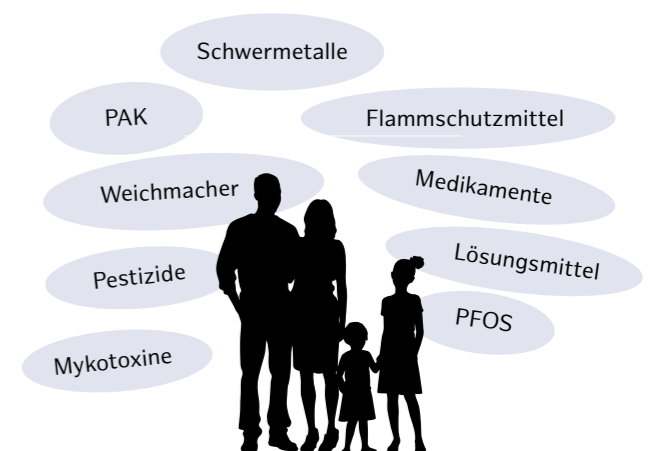 Schwermetalle
PAK
Flammschutzmittel
Weichmacher
Medikamente
Pestizide
Lösungsmittel
PFOS
Mykotoxine